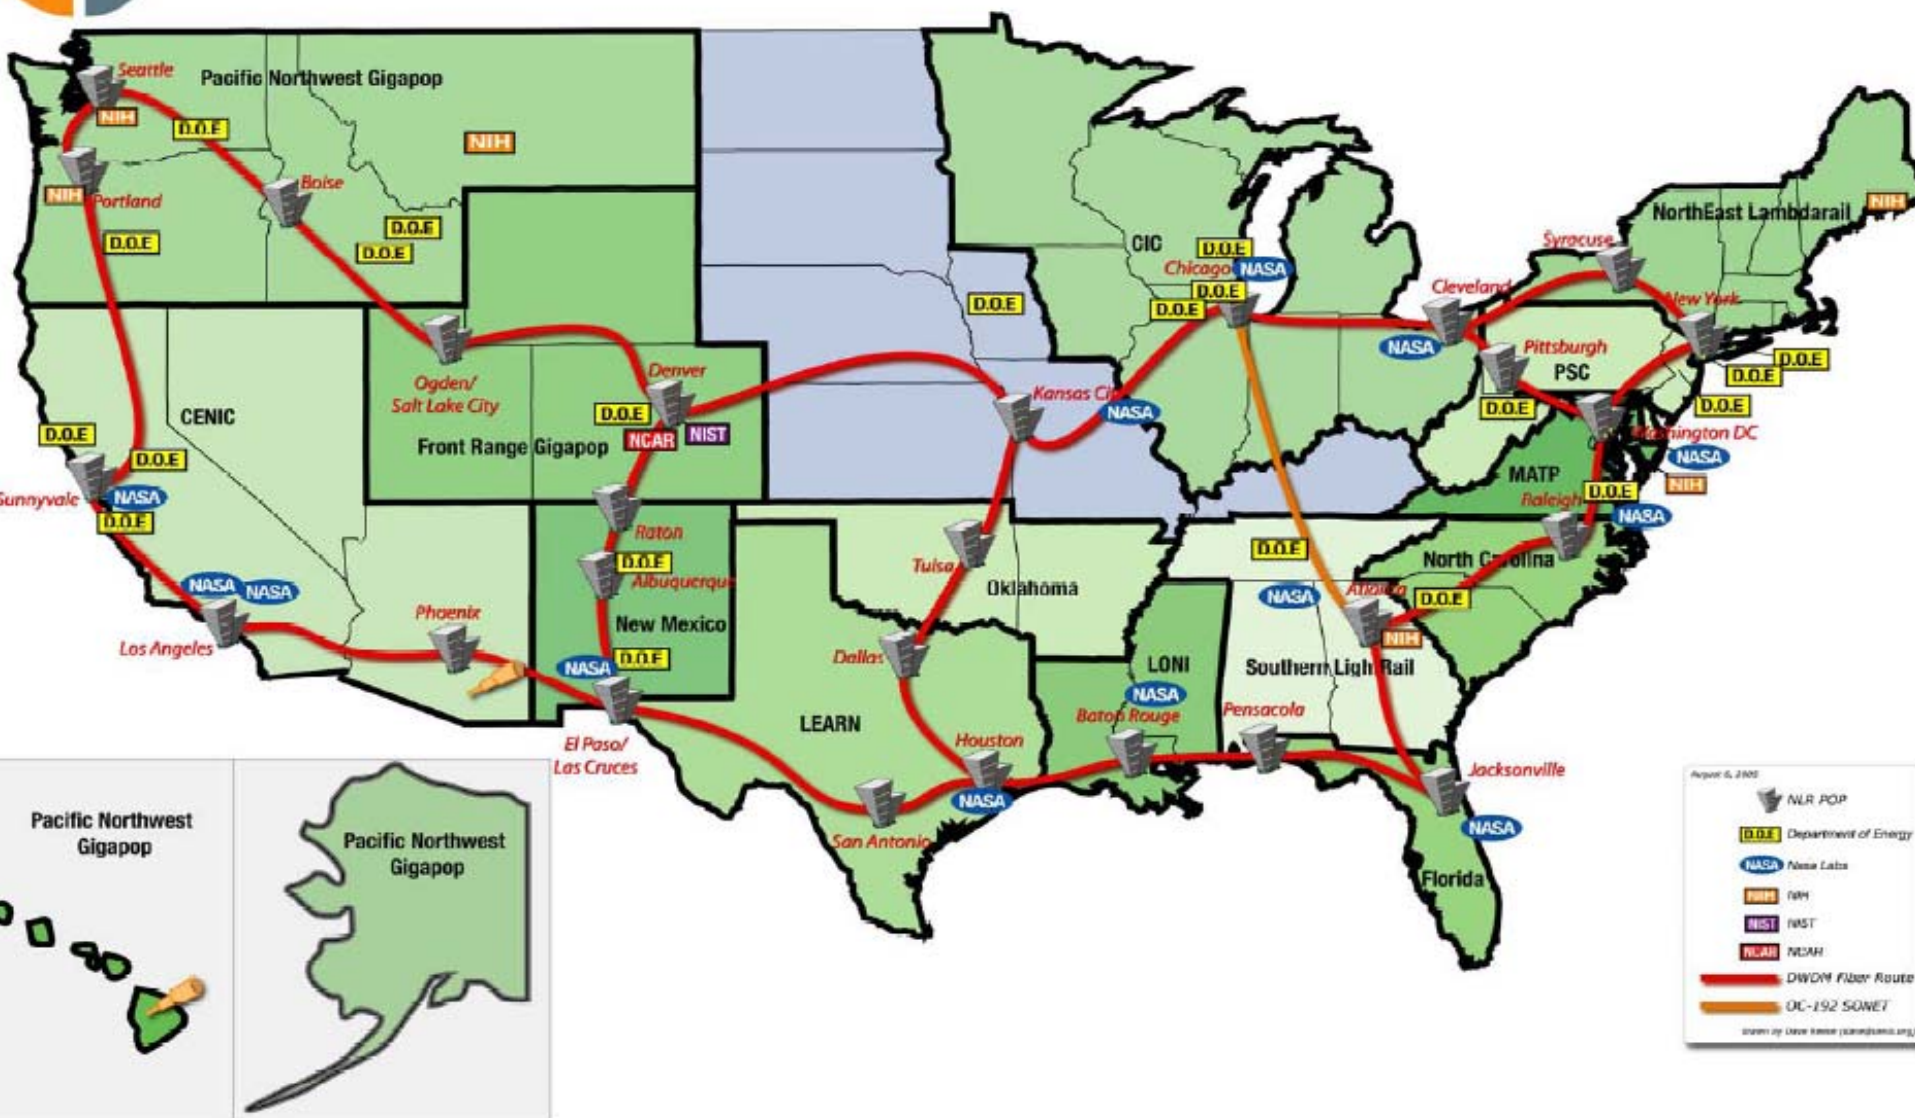 Seattle
Pacific Northwest Gigapop
NIH
D.O.E
NIH
Boise
NIH
Portland
D.O.E
D.O.E
D.O.E
NIH
NorthEast Lambdarail
Syracuse
CIC
D.O.E
Chicago
NASA
D.O.E
D.O.E
D.O.E
Cleveland
New York
NASA
Pittsburgh
PSC
D.O.E
D.O.E
D.O.E
D.O.E
Ogden/
Salt Lake City
Denver
D.O.E
NCAR
NIST
Front Range Gigapop
Kansas City
NASA
CENIC
D.O.E
D.O.E
Sunnyvale
NASA
D.O.E
Washington DC
NASA
NIH
MATP
Raleigh
D.O.E
NASA
North Carolina
Raton
D.O.E
Albuquerque
New Mexico
D.O.E
NASA
Tulsa
Oklahoma
D.O.E
NASA
Atlanta
D.O.E
NIH
NASA
NASA
Los Angeles
Phoenix
Dallas
LONI
NASA
Southern Light Rail
Baton Rouge
Pensacola
LEARN
Houston
NASA
El Paso/
Las Cruces
San Antonio
Jacksonville
NASA
Florida
Pacific Northwest
Gigapop
Pacific Northwest
Gigapop
NLR POP
D.O.E Department of Energy
NASA Nasa Labs
NIH NIH
NIST NIST
NCAR NCAR
DWDM Fiber Route
OC-192 SONET